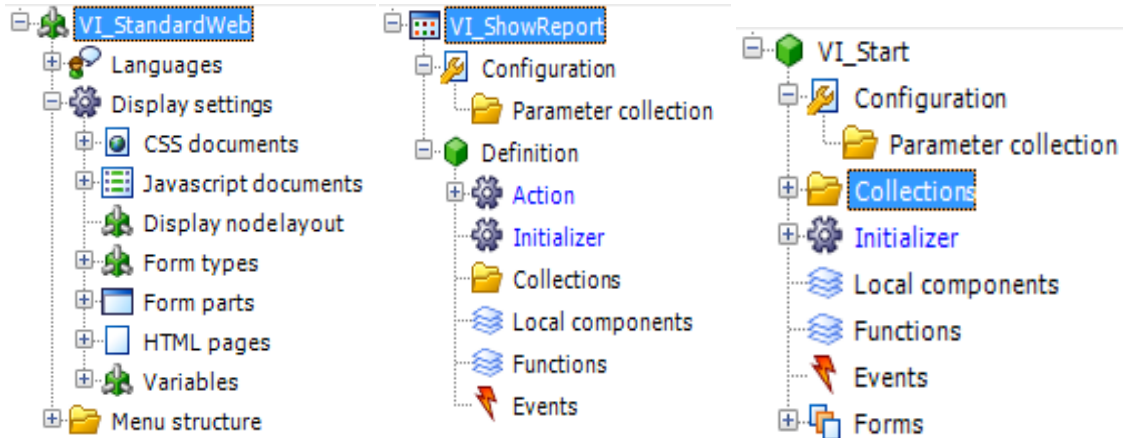 VI_StandardWeb
Languages
Display settings
CSS documents
Javascript documents
Display nodelayout
Form types
Form parts
HTML pages
Variables
Menu structure
VI_ShowReport
Configuration
Parameter collection
Definition
Action
Initializer
Collections
Local components
Functions
Events
VI_Start
Configuration
Parameter collection
Collections
Initializer
Local components
Functions
Events
Forms